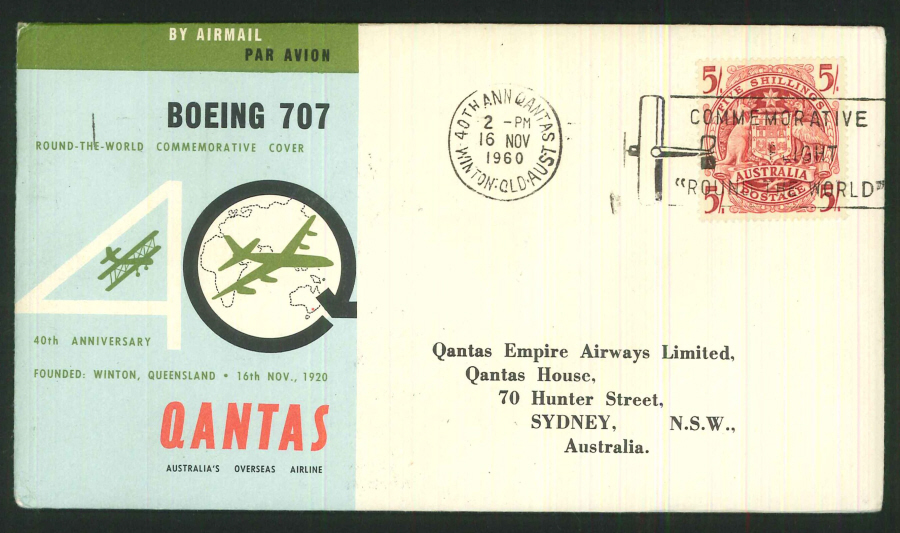 BY AIRMAIL
PAR AVION
BOEING 707
ROUND-THE-WORLD COMMEMORATIVE COVER
40
40th ANNIVERSARY
FOUNDED: WINTON, QUEENSLAND • 16th NOV., 1920
QANTAS
AUSTRALIA'S OVERSEAS AIRLINE
40TH ANN QANTAS
2 -PM
16 NOV
1960
WINTON·QLD·AUST
COMMEMORATIVE
FLIGHT
"ROUND THE WORLD"
5/- 5/-
FIVE SHILLINGS
AUSTRALIA
POSTAGE
5/- 5/-
Qantas Empire Airways Limited,
Qantas House,
70 Hunter Street,
SYDNEY, N.S.W.,
Australia.